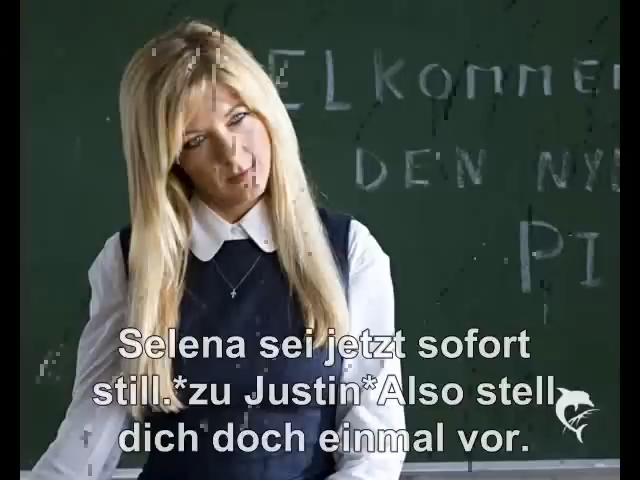 ELKOMME
DEN NY
PI
Selena sei jetzt sofort
still.*zu Justin*Also stell
dich doch einmal vor.